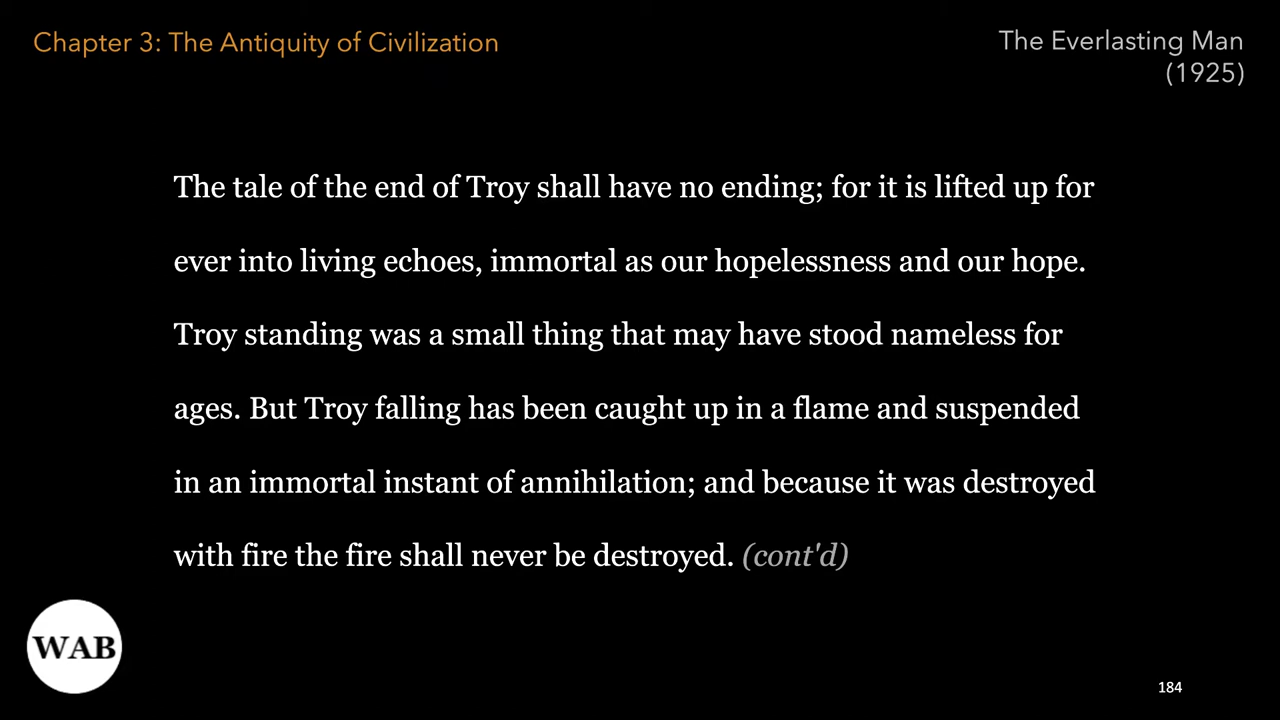 Chapter 3: The Antiquity of Civilization
The Everlasting Man
(1925)
The tale of the end of Troy shall have no ending; for it is lifted up for
ever into living echoes, immortal as our hopelessness and our hope.
Troy standing was a small thing that may have stood nameless for
ages. But Troy falling has been caught up in a flame and suspended
in an immortal instant of annihilation; and because it was destroyed
with fire the fire shall never be destroyed. (cont'd)
WAB
184